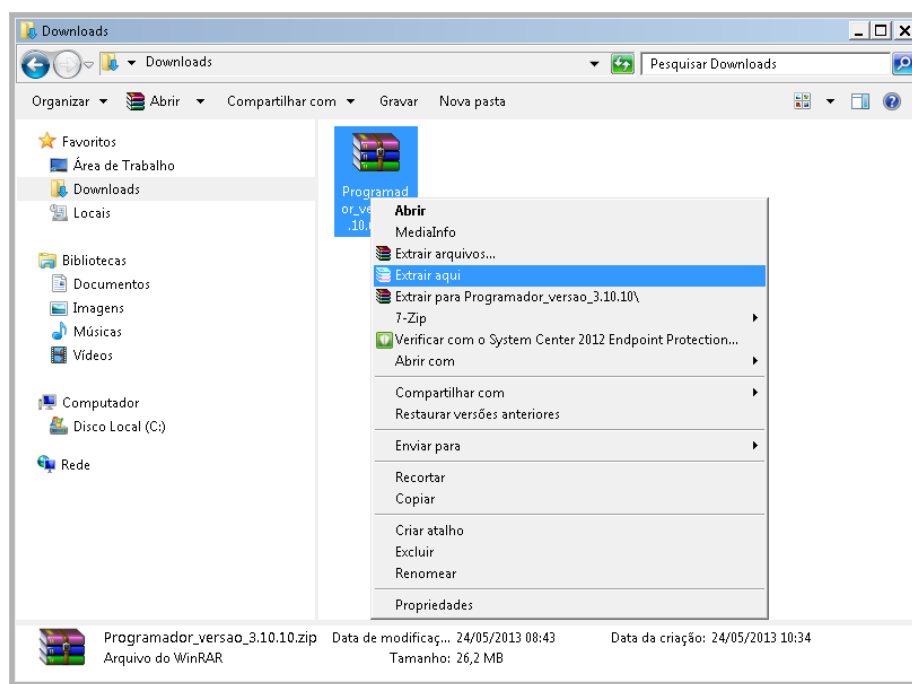 Downloads
Downloads
Pesquisar Downloads
Organizar
Abrir
Compartilhar com
Gravar
Nova pasta
Favoritos
Área de Trabalho
Downloads
Locais
Bibliotecas
Documentos
Imagens
Músicas
Vídeos
Computador
Disco Local (C:)
Rede
Programad
or_ve
.10.
Abrir
MediaInfo
Extrair arquivos...
Extrair aqui
Extrair para Programador_versao_3.10.10\
7-Zip
Verificar com o System Center 2012 Endpoint Protection...
Abrir com
Compartilhar com
Restaurar versões anteriores
Enviar para
Recortar
Copiar
Criar atalho
Excluir
Renomear
Propriedades
Programador_versao_3.10.10.zip Data de modificaç... 24/05/2013 08:43 Data da criação: 24/05/2013 10:34
Arquivo do WinRAR Tamanho: 26,2 MB